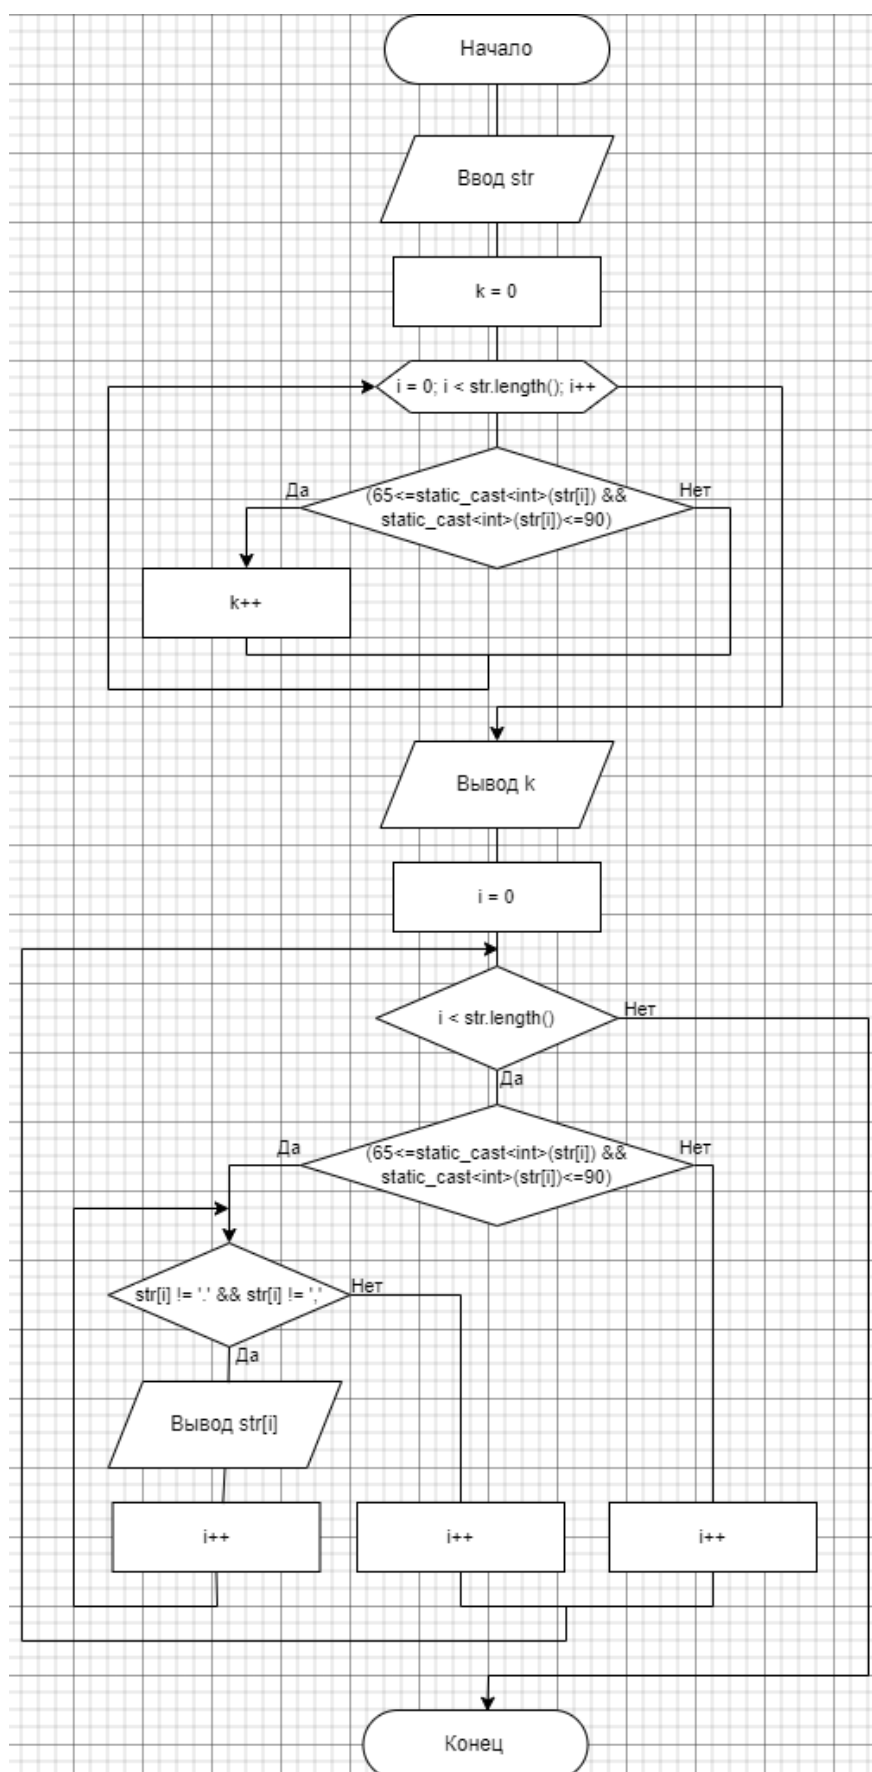 Начало
Ввод str
k = 0
i = 0; i < str.length(); i++
Да
(65<=static_cast<int>(str[i]) &&
static_cast<int>(str[i])<=90)
Нет
k++
Вывод k
i = 0
i < str.length()
Нет
Да
Да
(65<=static_cast<int>(str[i]) &&
static_cast<int>(str[i])<=90)
Нет
str[i] != '.' && str[i] != ','
Нет
Да
Вывод str[i]
i++
i++
i++
Конец